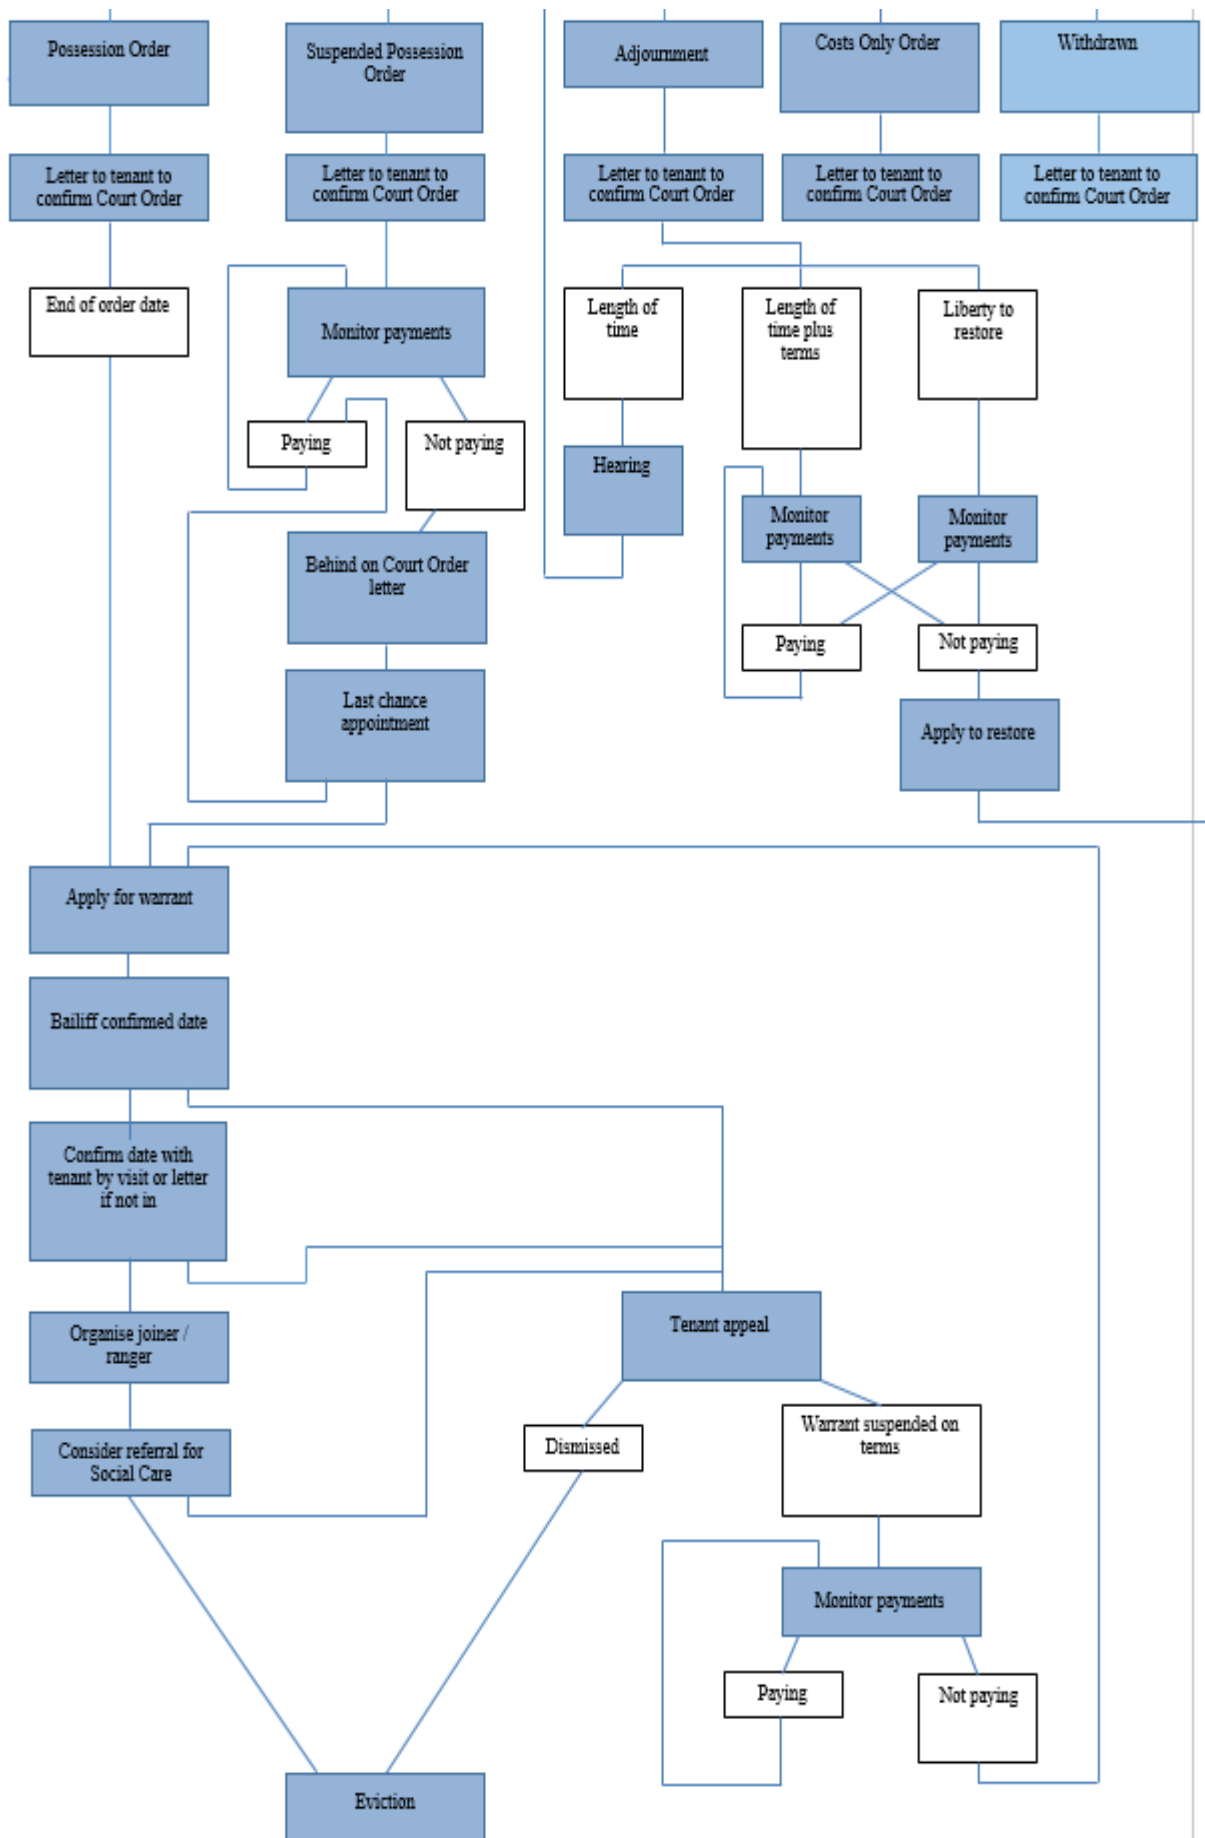 Possession Order
Suspended Possession
Order
Adjournment
Costs Only Order
Withdrawn
Letter to tenant to
confirm Court Order
Letter to tenant to
confirm Court Order
Letter to tenant to
confirm Court Order
Letter to tenant to
confirm Court Order
Letter to tenant to
confirm Court Order
End of order date
Monitor payments
Length of
time
Length of
time plus
terms
Liberty to
restore
Paying
Not paying
Hearing
Monitor
payments
Monitor
payments
Behind on Court Order
letter
Paying
Not paying
Last chance
appointment
Apply to restore
Apply for warrant
Bailiff confirmed date
Confirm date with
tenant by visit or letter
if not in
Organise joiner /
ranger
Tenant appeal
Consider referral for
Social Care
Dismissed
Warrant suspended on
terms
Monitor payments
Paying
Not paying
Eviction